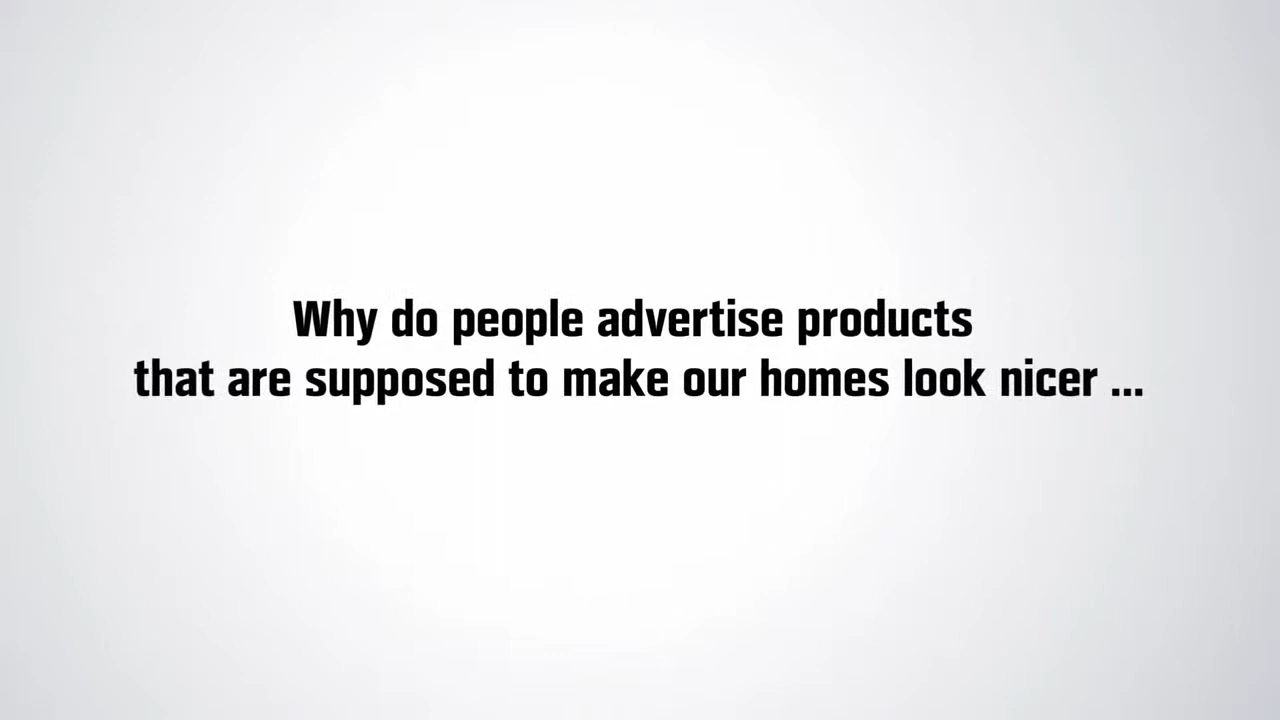 Why do people advertise products
that are supposed to make our homes look nicer ...